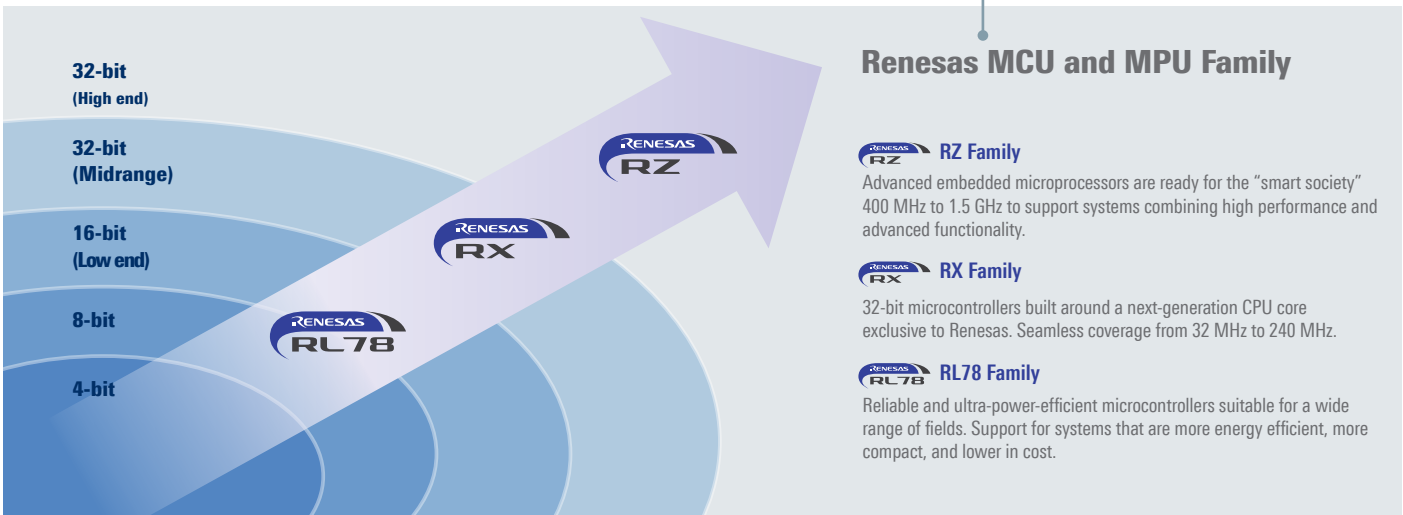 32-bit
(High end)
32-bit
(Midrange)
16-bit
(Low end)
8-bit
4-bit
RENESAS
RZ
RENESAS
RX
RENESAS
RL78
Renesas MCU and MPU Family
RENESAS
RZ
RZ Family
Advanced embedded microprocessors are ready for the “smart society”
400 MHz to 1.5 GHz to support systems combining high performance and
advanced functionality.
RENESAS
RX
RX Family
32-bit microcontrollers built around a next-generation CPU core
exclusive to Renesas. Seamless coverage from 32 MHz to 240 MHz.
RENESAS
RL78
RL78 Family
Reliable and ultra-power-efficient microcontrollers suitable for a wide
range of fields. Support for systems that are more energy efficient, more
compact, and lower in cost.